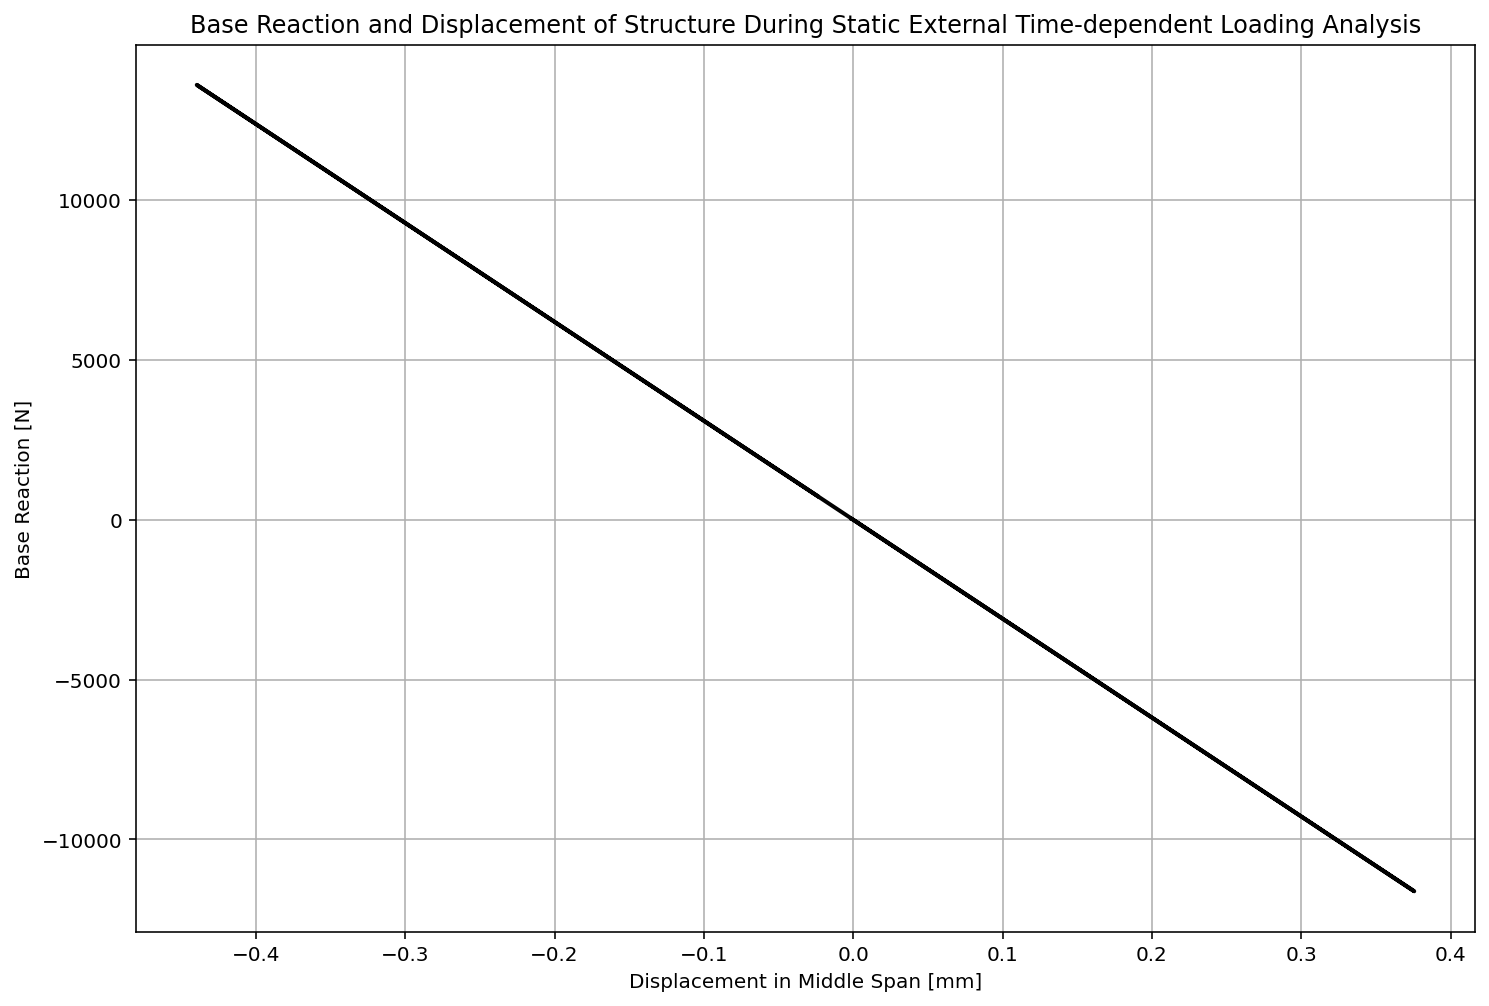 Base Reaction and Displacement of Structure During Static External Time-dependent Loading Analysis
Base Reaction [N]
10000
5000
0
−5000
−10000
−0.4 −0.3 −0.2 −0.1 0.0 0.1 0.2 0.3 0.4
Displacement in Middle Span [mm]